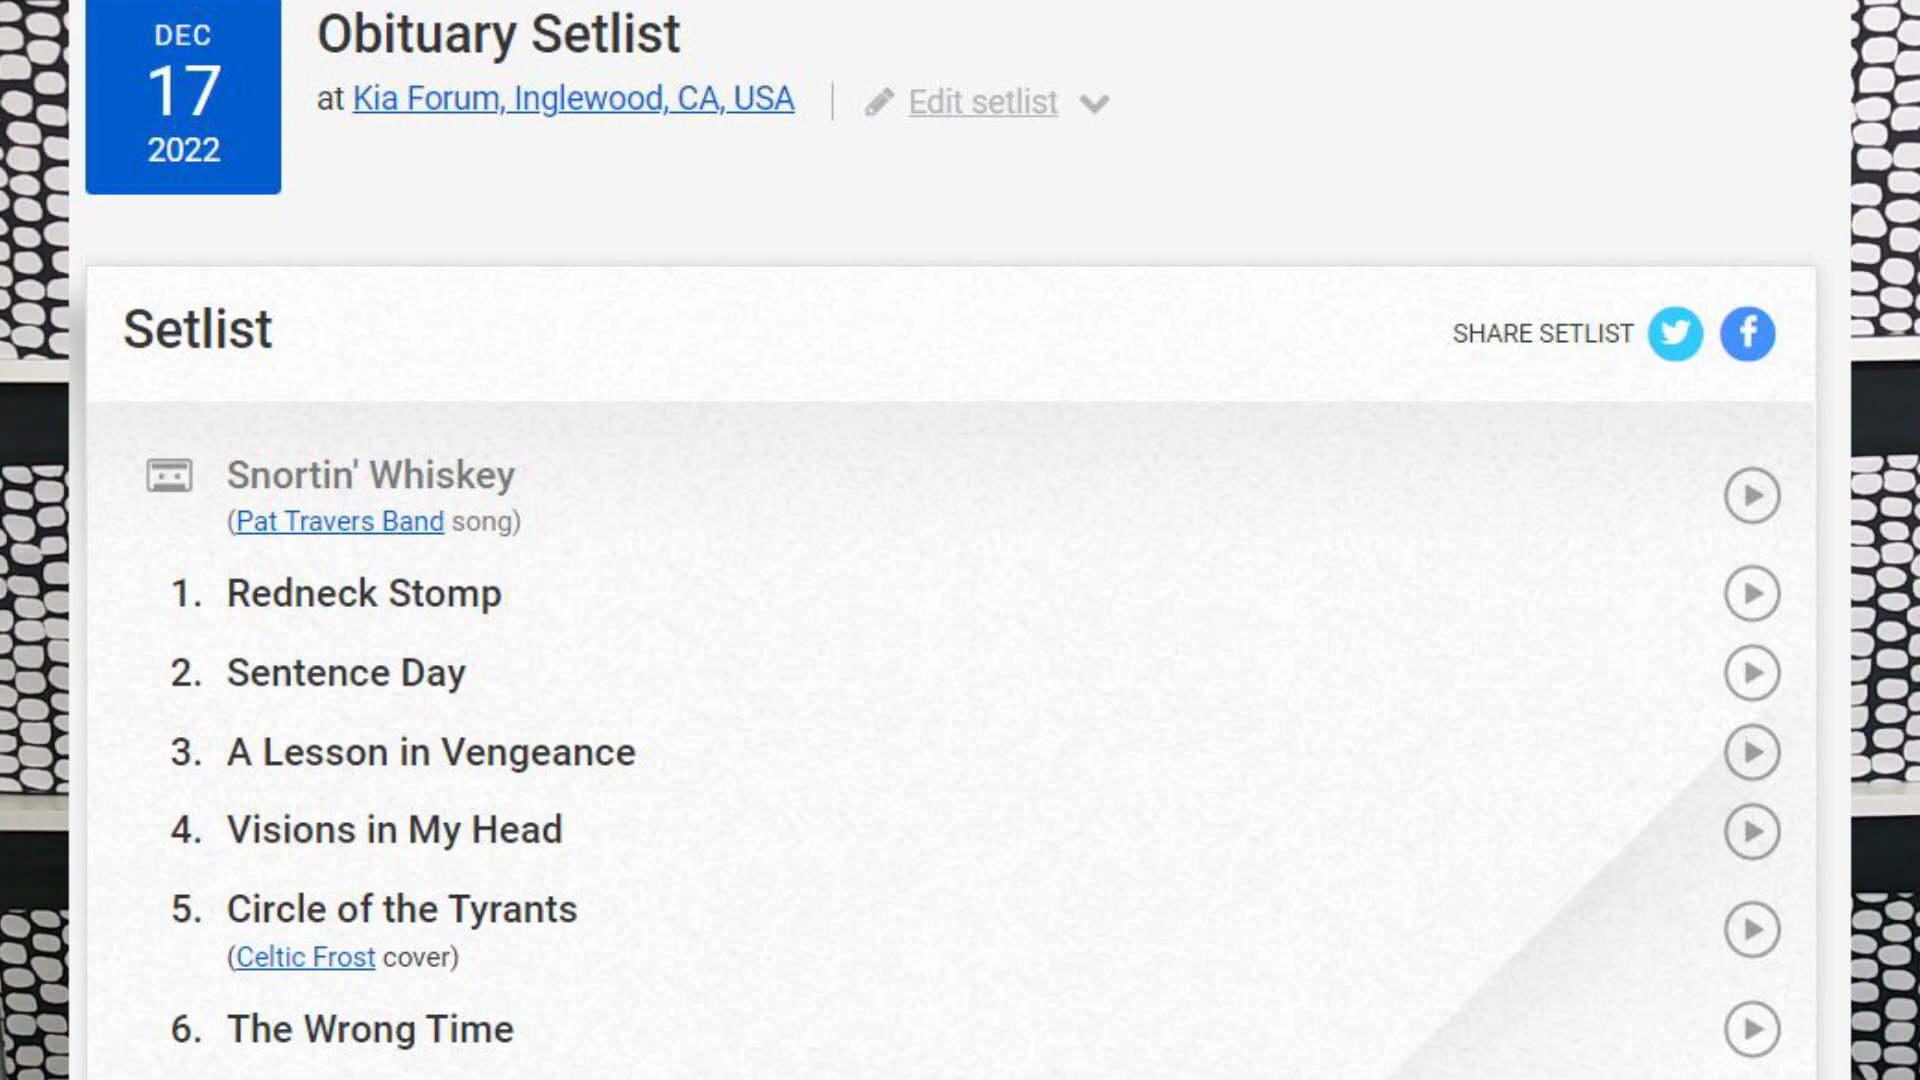 DEC
17
2022
Obituary Setlist
at Kia Forum, Inglewood, CA, USA
Edit setlist
Setlist
SHARE SETLIST
Snortin' Whiskey
(Pat Travers Band song)
1. Redneck Stomp
2. Sentence Day
3. A Lesson in Vengeance
4. Visions in My Head
5. Circle of the Tyrants
(Celtic Frost cover)
6. The Wrong Time